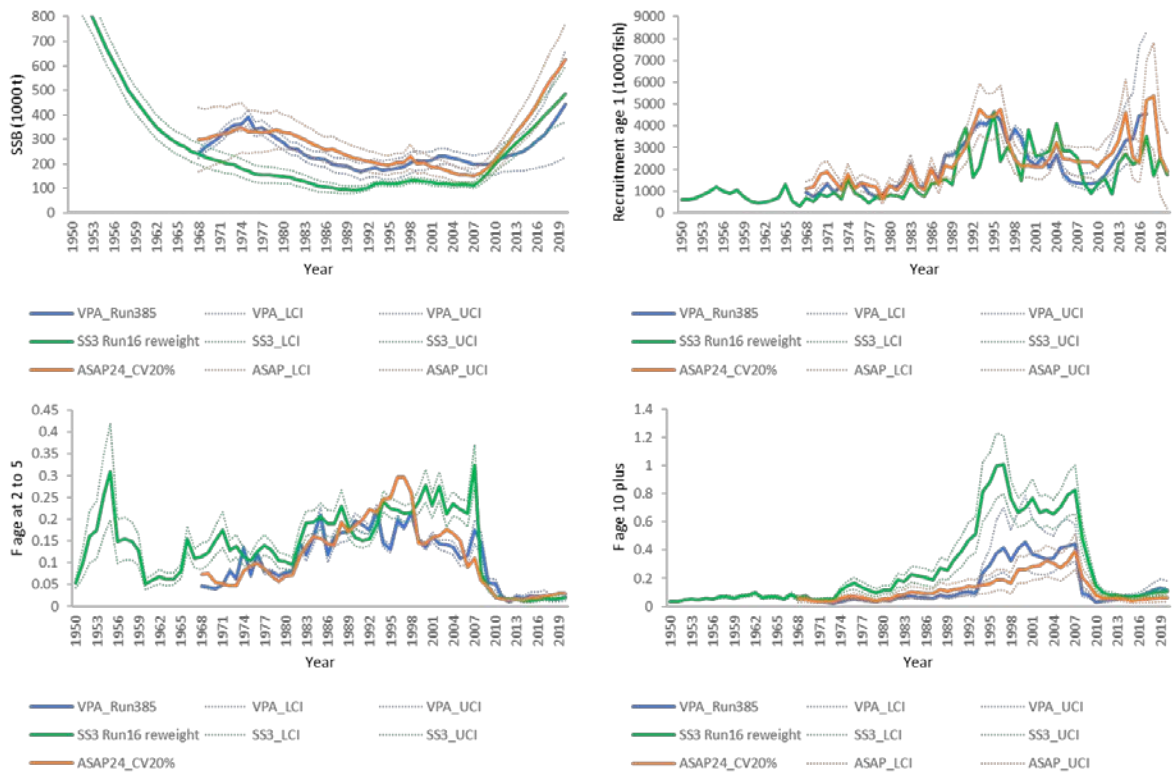 800
700
600
500
400
300
200
100
0
SSB (1000 t)
1950 1953 1956 1959 1962 1965 1968 1971 1974 1977 1980 1983 1986 1989 1992 1995 1998 2001 2004 2007 2010 2013 2016 2019
Year
VPA_Run385 VPA_LCI VPA_UCI
SS3 Run16 reweight SS3_LCI SS3_UCI
ASAP24_CV20% ASAP_LCI ASAP_UCI
9000
8000
7000
6000
5000
4000
3000
2000
1000
0
Recruitment age 1 (1000 fish)
1950 1953 1956 1959 1962 1965 1968 1971 1974 1977 1980 1983 1986 1989 1992 1995 1998 2001 2004 2007 2010 2013 2016 2019
Year
VPA_Run385 VPA_LCI VPA_UCI
SS3 Run16 reweight SS3_LCI SS3_UCI
ASAP24_CV20% ASAP_LCI ASAP_UCI
0.45
0.4
0.35
0.3
0.25
0.2
0.15
0.1
0.05
0
F age at 2 to 5
1950 1953 1956 1959 1962 1965 1968 1971 1974 1977 1980 1983 1986 1989 1992 1995 1998 2001 2004 2007 2010 2013 2016 2019
Year
VPA_Run385 VPA_LCI VPA_UCI
SS3 Run16 reweight SS3_LCI SS3_UCI
ASAP24_CV20%
1.4
1.2
1
0.8
0.6
0.4
0.2
0
F age 10 plus
1950 1953 1956 1959 1962 1965 1968 1971 1974 1977 1980 1983 1986 1989 1992 1995 1998 2001 2004 2007 2010 2013 2016 2019
Year
VPA_Run385 VPA_LCI VPA_UCI
SS3 Run16 reweight SS3_LCI SS3_UCI
ASAP24_CV20% ASAP_LCI ASAP_UCI